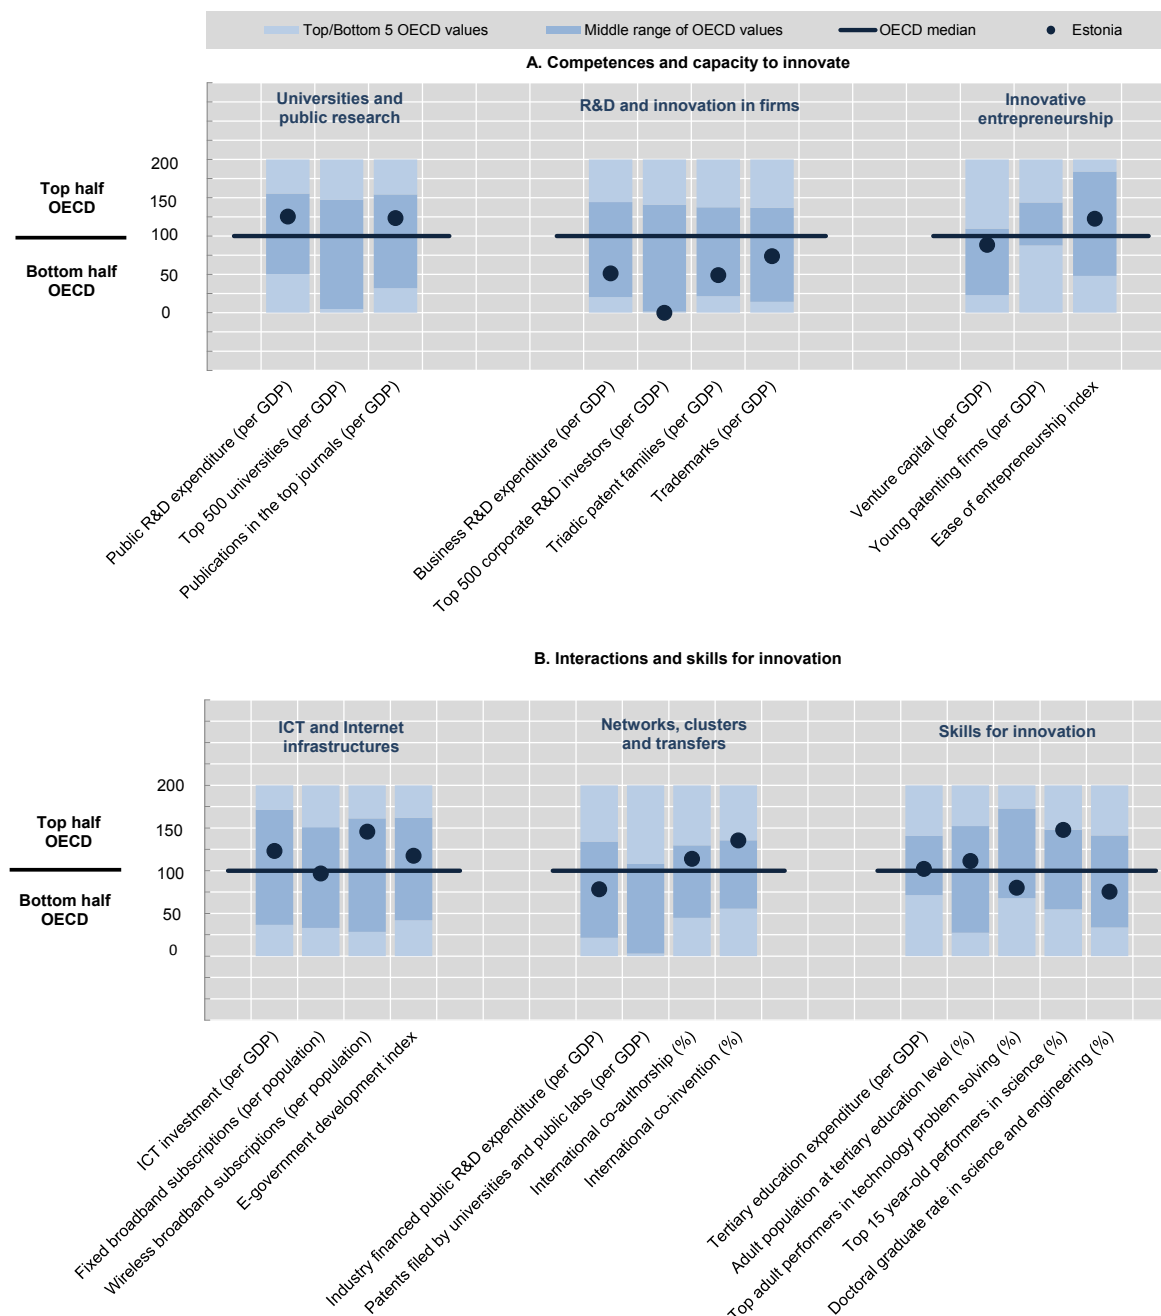 Top/Bottom 5 OECD values
Middle range of OECD values
OECD median
Estonia
A. Competences and capacity to innovate
Universities and
public research
R&D and innovation in firms
Innovative
entrepreneurship
200
150
100
50
0
Top half
OECD
Bottom half
OECD
Public R&D expenditure (per GDP)
Top 500 universities (per GDP)
Publications in the top journals (per GDP)
Business R&D expenditure (per GDP)
Top 500 corporate R&D investors (per GDP)
Triadic patent families (per GDP)
Trademarks (per GDP)
Venture capital (per GDP)
Young patenting firms (per GDP)
Ease of entrepreneurship index
B. Interactions and skills for innovation
ICT and Internet
infrastructures
Networks, clusters
and transfers
Skills for innovation
200
150
100
50
0
Top half
OECD
Bottom half
OECD
ICT investment (per GDP)
Fixed broadband subscriptions (per population)
Wireless broadband subscriptions (per population)
E-government development index
Industry financed public R&D expenditure (per GDP)
Patents filed by universities and public labs (per GDP)
International co-authorship (%)
International co-invention (%)
Tertiary education expenditure (per GDP)
Adult population at tertiary education level (%)
Top adult performers in technology problem solving (%)
Top 15 year-old performers in science (%)
Doctoral graduate rate in science and engineering (%)